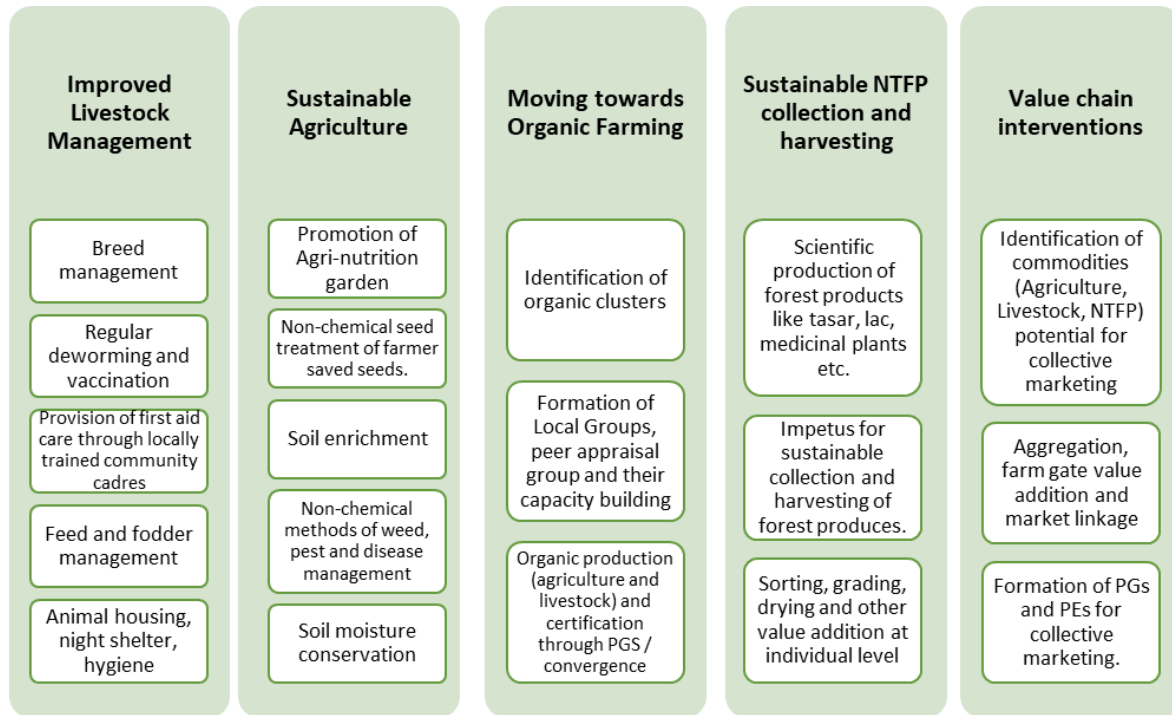 Improved
Livestock
Management
Breed
management
Regular
deworming and
vaccination
Provision of first aid
care through locally
trained community
cadres
Feed and fodder
management
Animal housing,
night shelter,
hygiene
Sustainable
Agriculture
Promotion of
Agri-nutrition
garden
Non-chemical seed
treatment of farmer
saved seeds.
Soil enrichment
Non-chemical
methods of weed,
pest and disease
management
Soil moisture
conservation
Moving towards
Organic Farming
Identification of
organic clusters
Formation of
Local Groups,
peer appraisal
group and their
capacity building
Organic production
(agriculture and
livestock) and
certification
through PGS /
convergence
Sustainable NTFP
collection and
harvesting
Scientific
production of
forest products
like tasar, lac,
medicinal plants
etc.
Impetus for
sustainable
collection and
harvesting of
forest produces.
Sorting, grading,
drying and other
value addition at
individual level
Value chain
interventions
Identification of
commodities
(Agriculture,
Livestock, NTFP)
potential for
collective
marketing
Aggregation,
farm gate value
addition and
market linkage
Formation of PGs
and PEs for
collective
marketing.